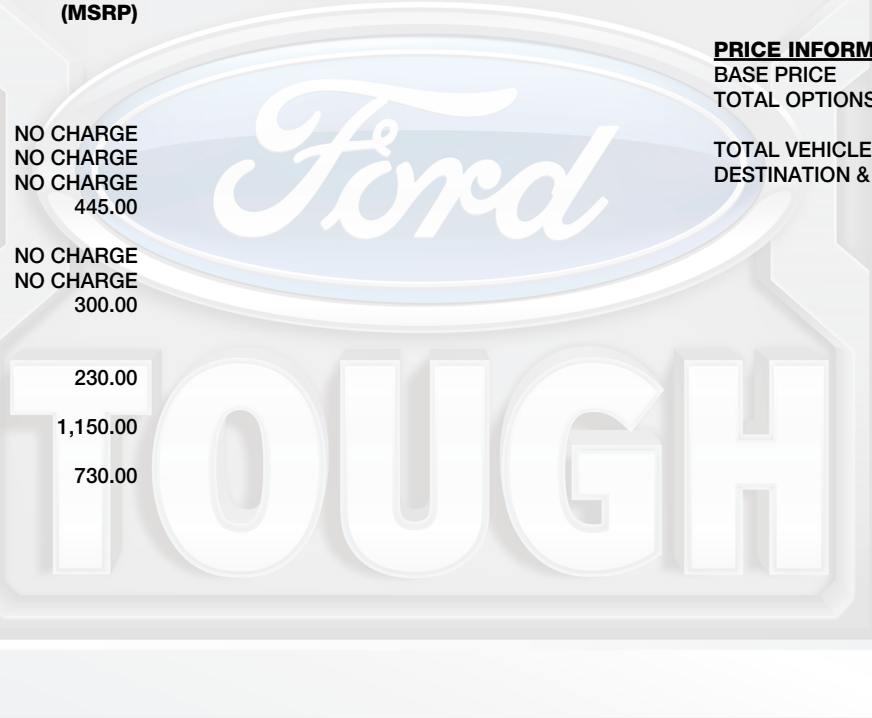 (MSRP)
NO CHARGE
NO CHARGE
NO CHARGE
445.00
NO CHARGE
NO CHARGE
300.00
230.00
1,150.00
730.00
PRICE INFORM
BASE PRICE
TOTAL OPTIONS
TOTAL VEHICLE
DESTINATION &
Ford
TOUGH